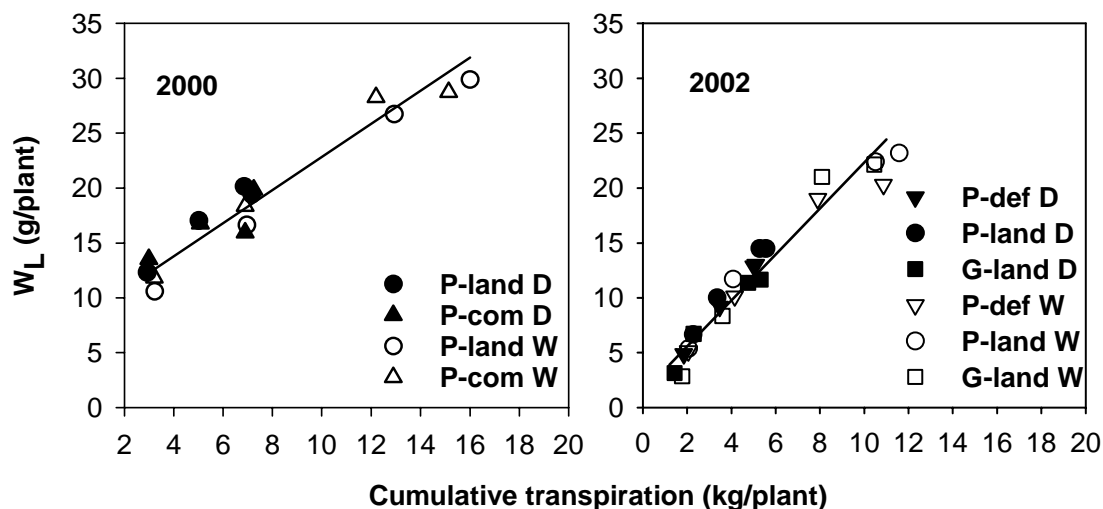 35
30
25
20
15
10
5
0
W_L (g/plant)
2000
P-land D
P-com D
P-land W
P-com W
2 4 6 8 10 12 14 16 18 20
35
30
25
20
15
10
5
0
2002
P-def D
P-land D
G-land D
P-def W
P-land W
G-land W
0 2 4 6 8 10 12 14 16 18 20
Cumulative transpiration (kg/plant)